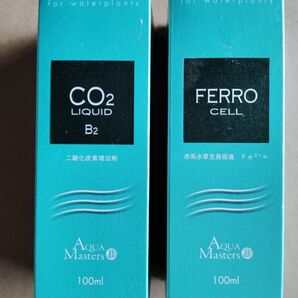 for waterplants
CO2
LIQUID
B2
二酸化炭素増加剤
AQUA
Masters
100ml
for waterplants
FERRO
CELL
赤系水草生長促進 Fe²⁺+
AQUA
Masters
100ml